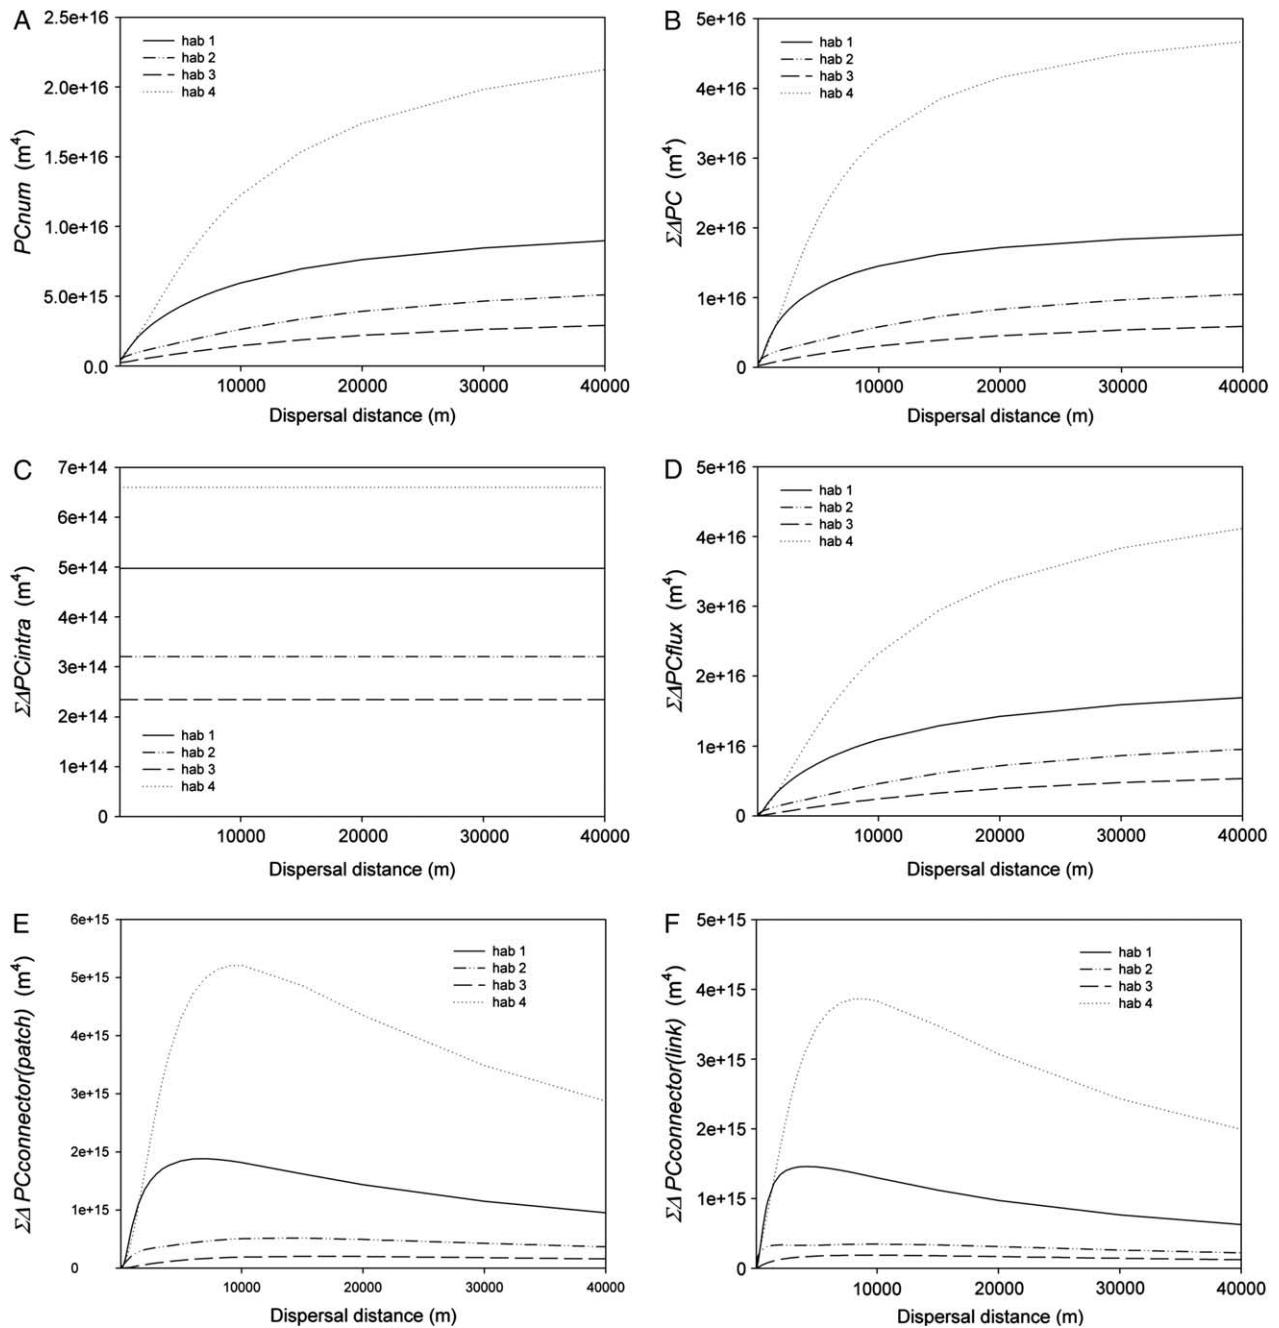 A
PCnum (m⁴)
2.5e+16
2.0e+16
1.5e+16
1.0e+16
5.0e+15
0.0
hab 1
hab 2
hab 3
hab 4
10000 20000 30000 40000
Dispersal distance (m)
B
ΣΔPC (m⁴)
5e+16
4e+16
3e+16
2e+16
1e+16
0
hab 1
hab 2
hab 3
hab 4
10000 20000 30000 40000
Dispersal distance (m)
C
ΣΔPCintra (m⁴)
7e+14
6e+14
5e+14
4e+14
3e+14
2e+14
1e+14
0
hab 1
hab 2
hab 3
hab 4
10000 20000 30000 40000
Dispersal distance (m)
D
ΣΔPCflux (m⁴)
5e+16
4e+16
3e+16
2e+16
1e+16
0
hab 1
hab 2
hab 3
hab 4
10000 20000 30000 40000
Dispersal distance (m)
E
ΣΔ PCconnector(patch) (m⁴)
6e+15
5e+15
4e+15
3e+15
2e+15
1e+15
0
hab 1
hab 2
hab 3
hab 4
10000 20000 30000 40000
Dispersal distance (m)
F
ΣΔ PCconnector(link) (m⁴)
5e+15
4e+15
3e+15
2e+15
1e+15
0
hab 1
hab 2
hab 3
hab 4
10000 20000 30000 40000
Dispersal distance (m)